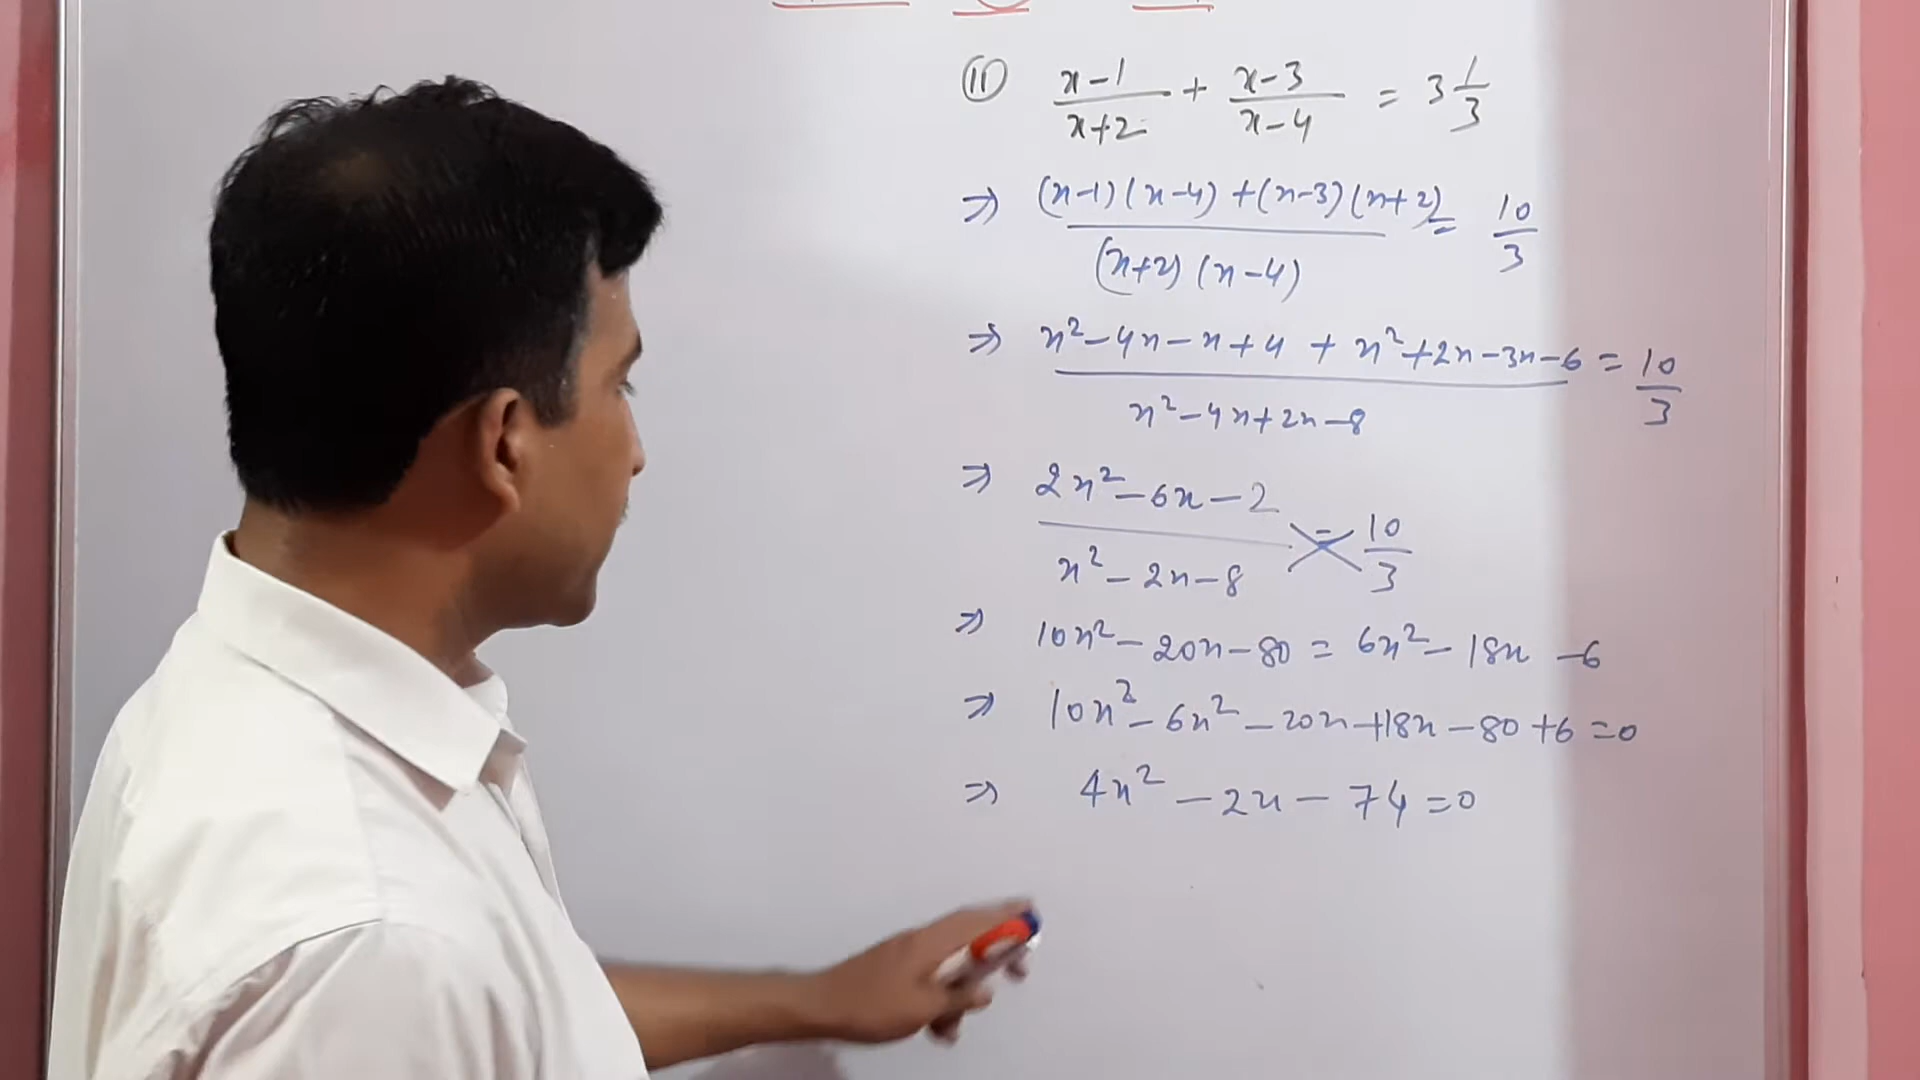 (11) (x-1)/(x+2) + (x-3)/(x-4) = 3 1/3
⇒ ((x-1)(x-4)+(x-3)(x+2))/((x+2)(x-4)) = 10/3
⇒ (x²-4x-x+4 + x²+2x-3x-6)/(x²-4x+2x-8) = 10/3
⇒ (2x²-6x-2)/(x²-2x-8) = 10/3
⇒ 10x²-20x-80 = 6x²-18x-6
⇒ 10x²-6x²-20x+18x-80+6=0
⇒ 4x²-2x-74=0